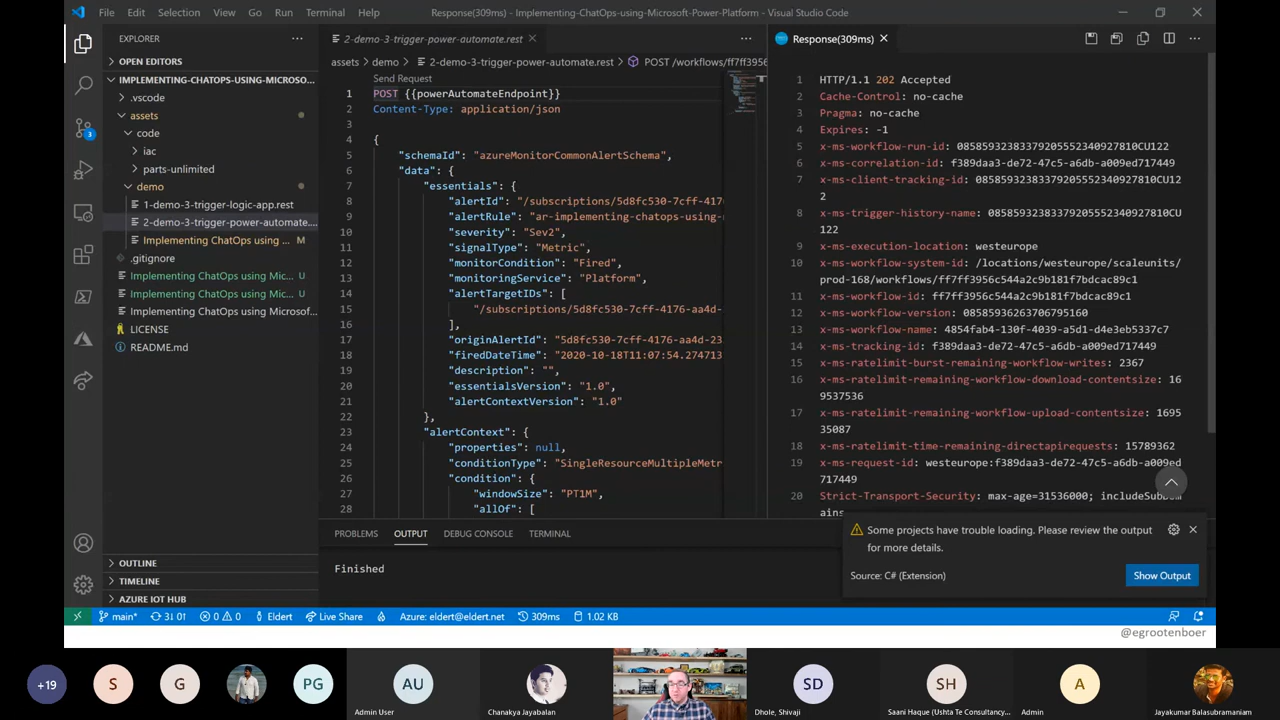 File Edit Selection View Go Run Terminal Help
Response(309ms) - Implementing-ChatOps-using-Microsoft-Power-Platform - Visual Studio Code
EXPLORER
OPEN EDITORS
IMPLEMENTING-CHATOPS-USING-MICROSO...
.vscode
assets
code
iac
parts-unlimited
demo
1-demo-3-trigger-logic-app.rest
2-demo-3-trigger-power-automate....
Implementing ChatOps using ... M
.gitignore
Implementing ChatOps using Mic... U
Implementing ChatOps using Mic... U
Implementing ChatOps using Microsof...
LICENSE
README.md
OUTLINE
TIMELINE
AZURE IOT HUB
3
2-demo-3-trigger-power-automate.rest
assets > demo > 2-demo-3-trigger-power-automate.rest > POST /workflows/ff7ff3956
Send Request
1 POST {{powerAutomateEndpoint}}
2 Content-Type: application/json
3
4 {
5 "schemaId": "azureMonitorCommonAlertSchema",
6 "data": {
7 "essentials": {
8 "alertId": "/subscriptions/5d8fc530-7cff-417
9 "alertRule": "ar-implementing-chatops-using-
10 "severity": "Sev2",
11 "signalType": "Metric",
12 "monitorCondition": "Fired",
13 "monitoringService": "Platform",
14 "alertTargetIDs": [
15 "/subscriptions/5d8fc530-7cff-4176-aa4d-
16 ],
17 "originAlertId": "5d8fc530-7cff-4176-aa4d-23
18 "firedDateTime": "2020-10-18T11:07:54.274713
19 "description": "",
20 "essentialsVersion": "1.0",
21 "alertContextVersion": "1.0"
22 },
23 "alertContext": {
24 "properties": null,
25 "conditionType": "SingleResourceMultipleMetr
26 "condition": {
27 "windowSize": "PT1M",
28 "allOf": [
Response(309ms)
1 HTTP/1.1 202 Accepted
2 Cache-Control: no-cache
3 Pragma: no-cache
4 Expires: -1
5 x-ms-workflow-run-id: 08585932383379205552340927810CU122
6 x-ms-correlation-id: f389daa3-de72-47c5-a6db-a009ed717449
7 x-ms-client-tracking-id: 08585932383379205552340927810CU12
2
8 x-ms-trigger-history-name: 08585932383379205552340927810CU
122
9 x-ms-execution-location: westeurope
10 x-ms-workflow-system-id: /locations/westeurope/scaleunits/
prod-168/workflows/ff7ff3956c544a2c9b181f7bdcac89c1
11 x-ms-workflow-id: ff7ff3956c544a2c9b181f7bdcac89c1
12 x-ms-workflow-version: 08585936263706795160
13 x-ms-workflow-name: 4854fab4-130f-4039-a5d1-d4e3eb5337c7
14 x-ms-tracking-id: f389daa3-de72-47c5-a6db-a009ed717449
15 x-ms-ratelimit-burst-remaining-workflow-writes: 2367
16 x-ms-ratelimit-remaining-workflow-download-contentsize: 16
9537536
17 x-ms-ratelimit-remaining-workflow-upload-contentsize: 1695
35087
18 x-ms-ratelimit-time-remaining-directapirequests: 15789362
19 x-ms-request-id: westeurope:f389daa3-de72-47c5-a6db-a009ed
717449
20 Strict-Transport-Security: max-age=31536000; includeSubDom
ains
PROBLEMS OUTPUT DEBUG CONSOLE TERMINAL
Finished
Some projects have trouble loading. Please review the output
for more details.
Source: C# (Extension)
Show Output
main* 3↓ 0↑ 0 0 Eldert Live Share Azure: eldert@eldert.net 309ms 1.02 KB
@egrootenboer
+19 S G PG AU SD SH A
Admin User
Chanakya Jayabalan
Dhole, Shivaji
Saani Haque (Ushta Te Consultancy...
Admin
Jayakumar Balasubramaniam